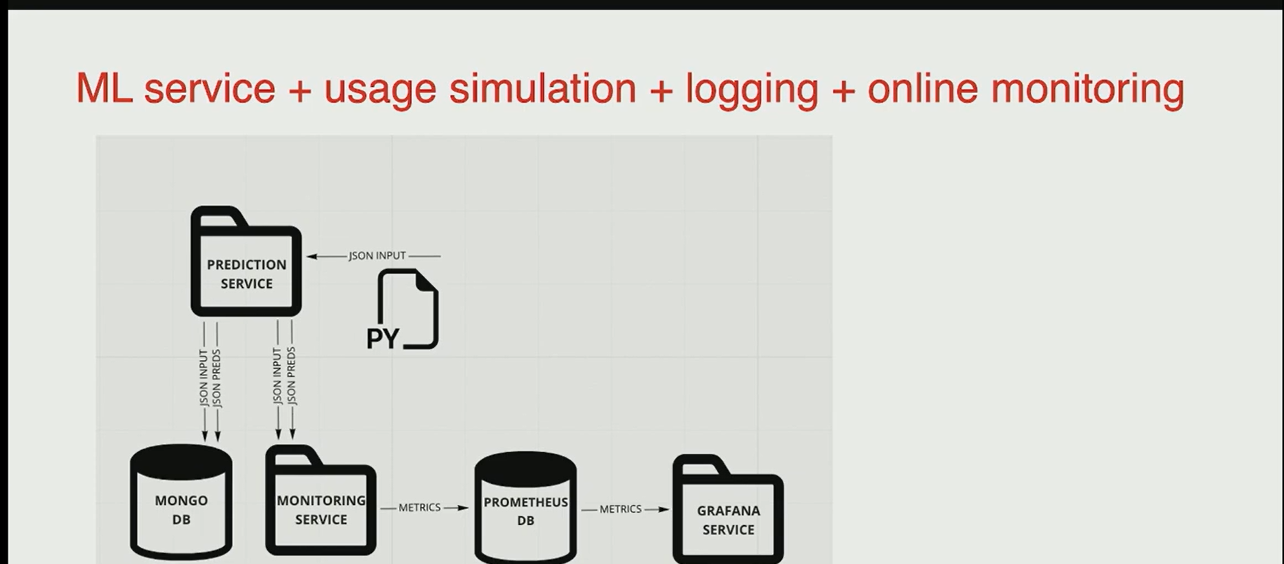 ML service + usage simulation + logging + online monitoring
PREDICTION
SERVICE
JSON INPUT
PY
JSON INPUT
JSON PREDS
JSON INPUT
JSON PREDS
MONGO
DB
MONITORING
SERVICE
METRICS
PROMETHEUS
DB
METRICS
GRAFANA
SERVICE